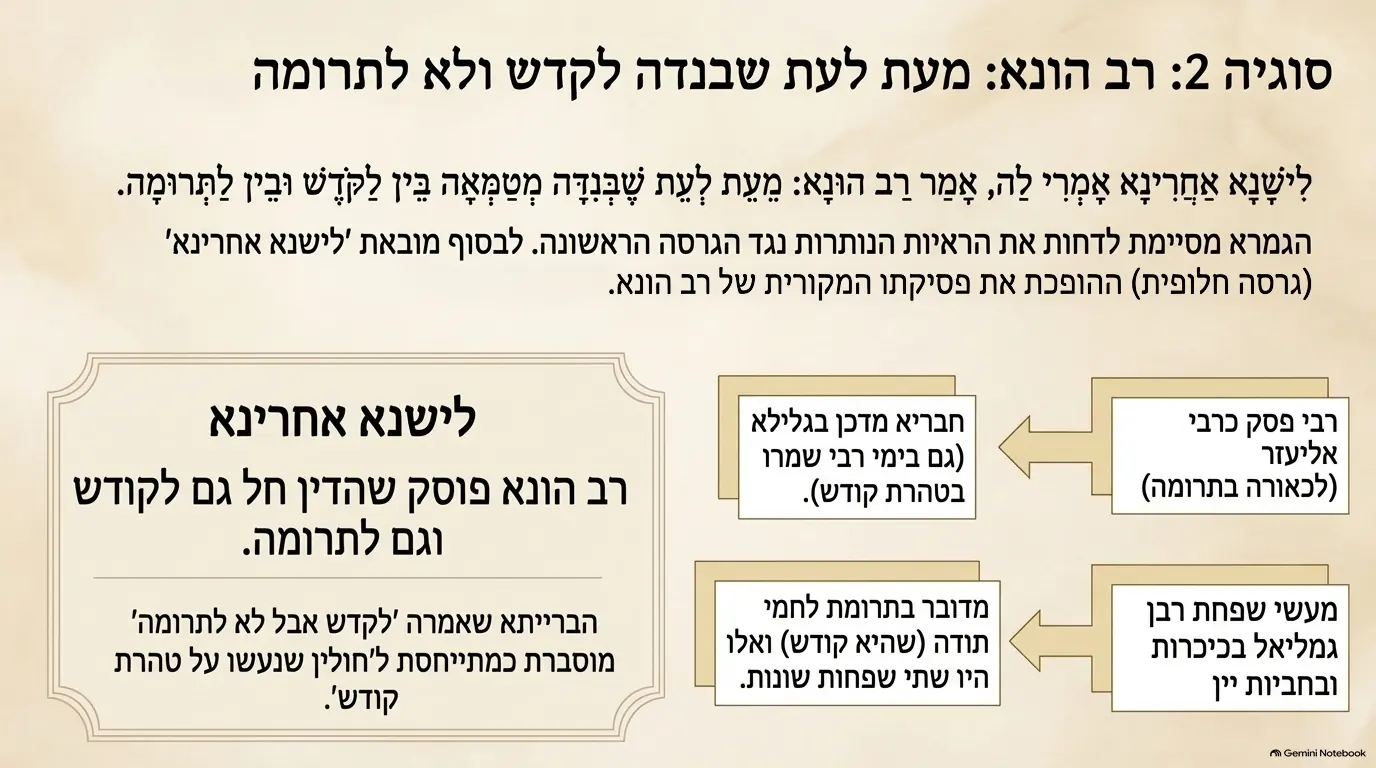 סוגיה 2: רב הונא: מעת לעת שבנדה לקדש ולא לתרומה
לִישָׁנָא אַחֲרִינָא אָמְרִי לַהּ, אָמַר רַב הוּנָא: מֵעֵת לְעֵת שֶׁבְּנִדָּה מְטַמְּאָה בֵּין לַקֹּדֶשׁ וּבֵין לַתְּרוּמָה.
הגמרא מסיימת לדחות את הראיות הנותרות נגד הגרסה הראשונה. לבסוף מובאת 'לישנא אחרינא'
(גרסה חלופית) ההופכת את פסיקתו המקורית של רב הונא.
רבי פסק כרבי
אליעזר
(לכאורה בתרומה)
חבריא מדכן בגלילא
(גם בימי רבי שמרו
בטהרת קודש).
מעשי שפחת רבן
גמליאל בכיכרות
ובחביות יין
מדובר בתרומת לחמי
תודה (שהיא קודש) ואלו
היו שתי שפחות שונות.
לישנא אחרינא
רב הונא פוסק שהדין חל גם לקודש
וגם לתרומה.
הברייתא שאמרה 'לקדש אבל לא לתרומה'
מוסברת כמתייחסת ל'חולין שנעשו על טהרת
קודש'.
Gemini Notebook